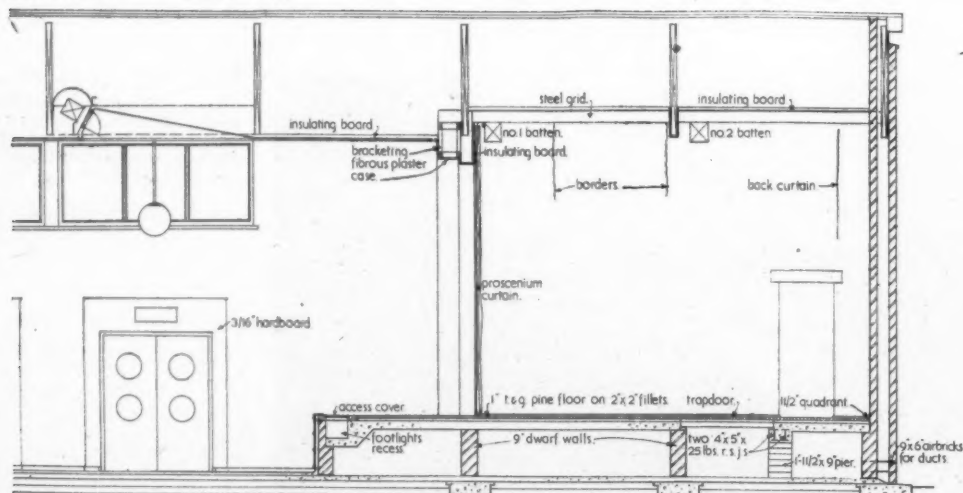 steel grid.
insulating board
insulating board
no.1 batten.
no.2 batten
bracketing
fibrous plaster
case.
insulating board.
borders.
back curtain
proscenium
curtain.
3/16" hardboard
1" t&g. pine floor on 2"x 2" fillets
trapdoor.
1 1/2" quadrant
access cover
footlights
recess.
9" dwarf walls.
two 4"x 5"x
25 lbs. r.s.j.s
1'-1 1/2"x 9" pier.
9"x 6" airbricks
for ducts.